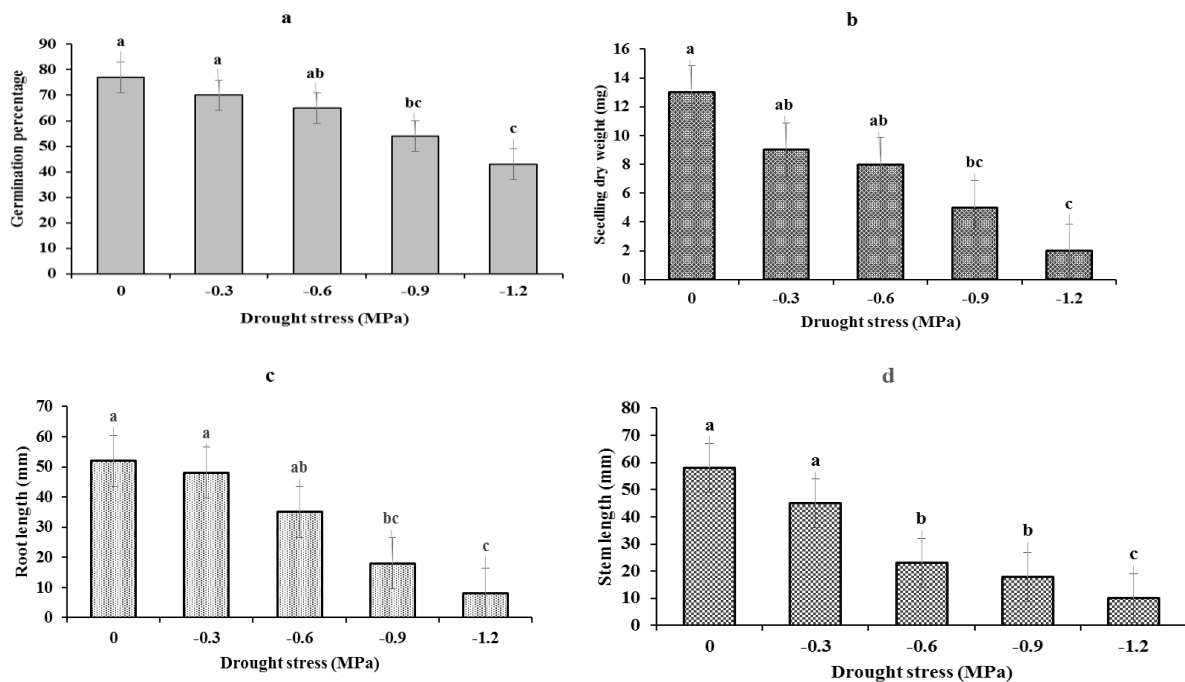 a
Germination percentage
90
80
70
60
50
40
30
20
10
0
a
a
ab
bc
c
0 -0.3 -0.6 -0.9 -1.2
Drought stress (MPa)
b
Seedling dry weight (mg)
16
14
12
10
8
6
4
2
0
a
ab
ab
bc
c
0 -0.3 -0.6 -0.9 -1.2
Druoght stress (MPa)
c
Root length (mm)
70
60
50
40
30
20
10
0
a
a
ab
bc
c
0 -0.3 -0.6 -0.9 -1.2
Drought stress (MPa)
d
Stem length (mm)
80
70
60
50
40
30
20
10
0
a
a
b
b
c
0 -0.3 -0.6 -0.9 -1.2
Drought stress (MPa)